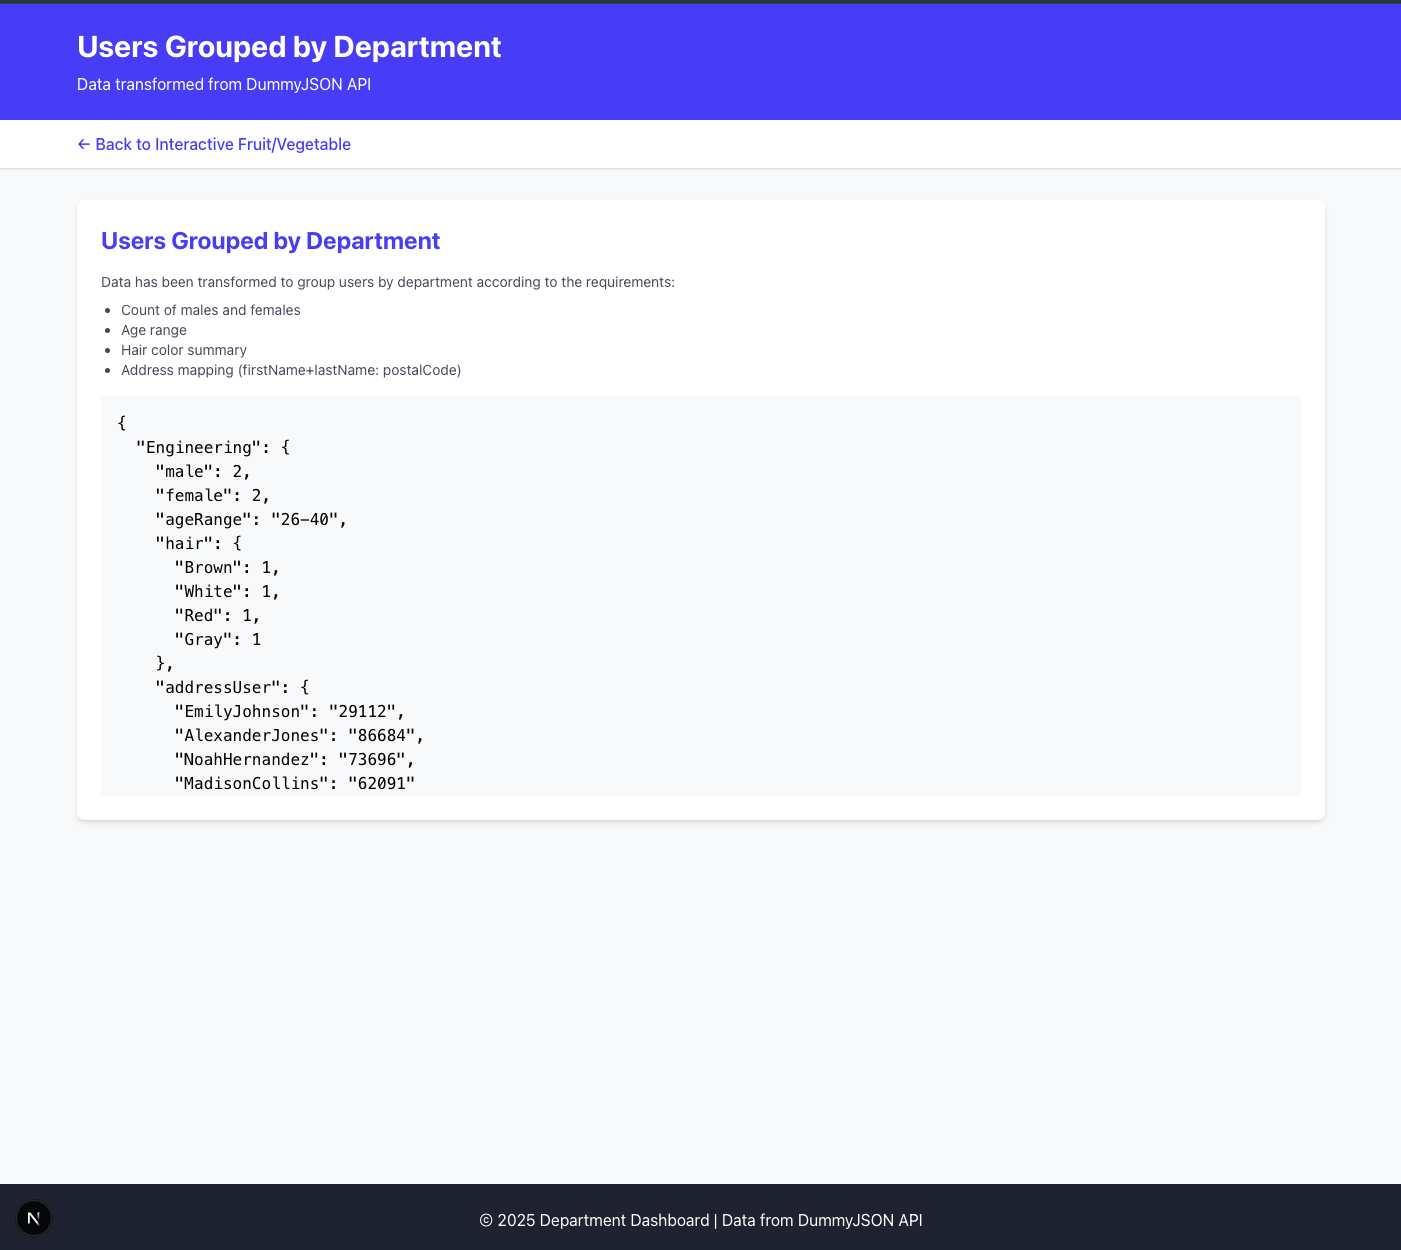 Users Grouped by Department
Data transformed from DummyJSON API
← Back to Interactive Fruit/Vegetable
Users Grouped by Department
Data has been transformed to group users by department according to the requirements:
• Count of males and females
• Age range
• Hair color summary
• Address mapping (firstName+lastName: postalCode)
{
  "Engineering": {
    "male": 2,
    "female": 2,
    "ageRange": "26-40",
    "hair": {
      "Brown": 1,
      "White": 1,
      "Red": 1,
      "Gray": 1
    },
    "addressUser": {
      "EmilyJohnson": "29112",
      "AlexanderJones": "86684",
      "NoahHernandez": "73696",
      "MadisonCollins": "62091"
N
© 2025 Department Dashboard | Data from DummyJSON API